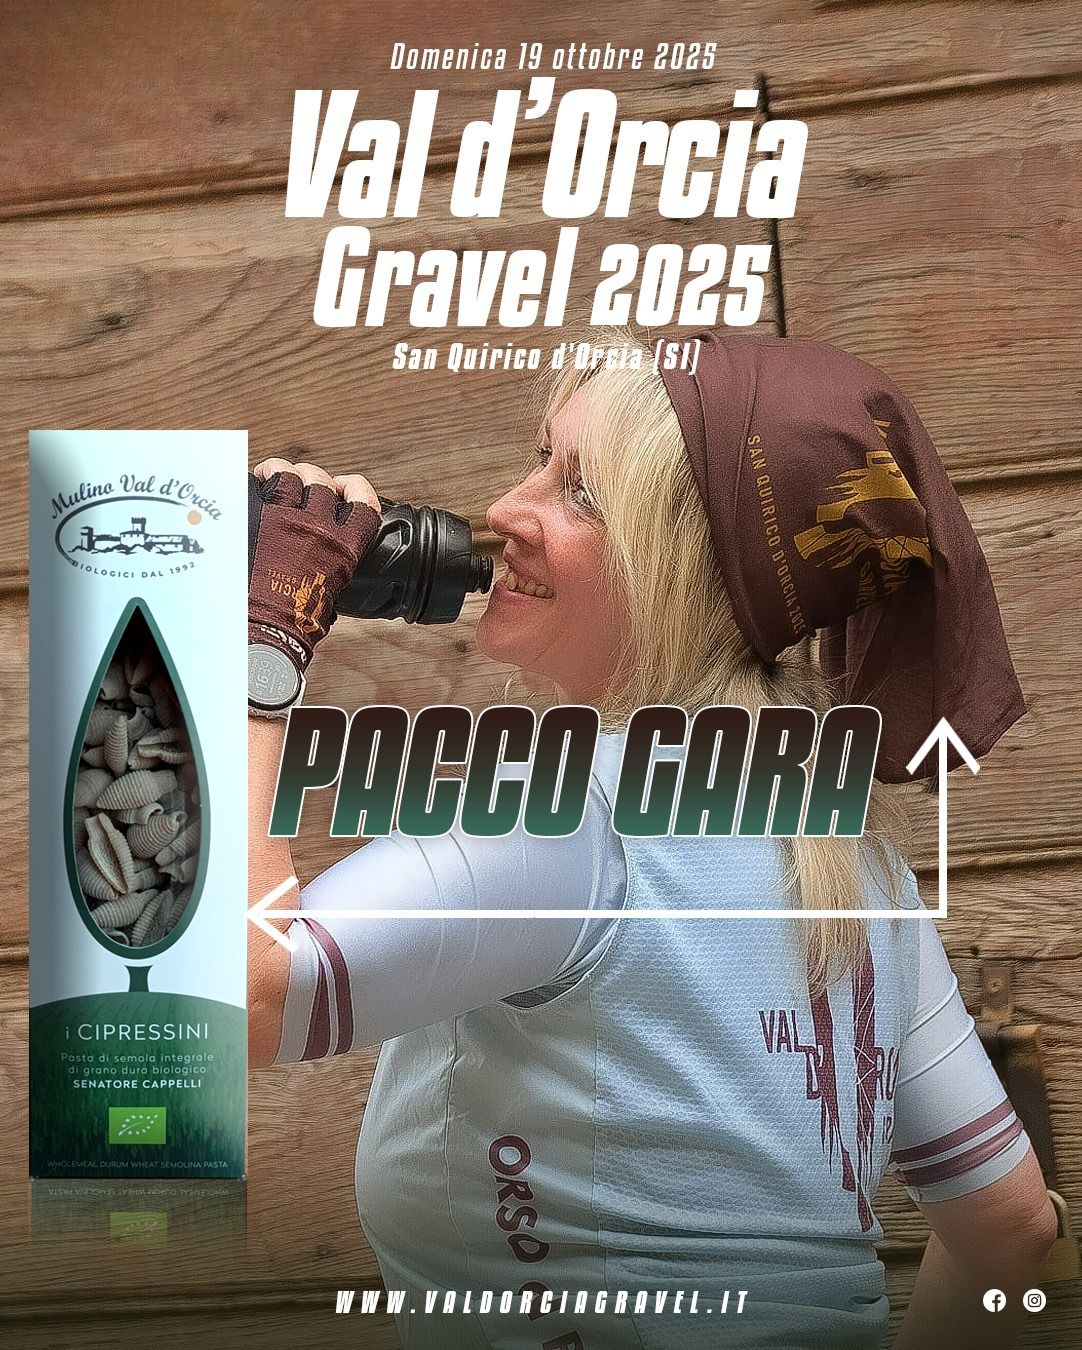 Domenica 19 ottobre 2025
Val d'Orcia
Gravel 2025
San Quirico d'Orcia (SI)
Mulino Val d'Orcia
BIOLOGICI DAL 1992
SAN QUIRICO D'ORCIA
PACCO GARA
i CIPRESSINI
Pasta di semola integrale
di grano duro biologico
SENATORE CAPPELLI
WHOLEMEAL DURUM WHEAT SEMOLINA PASTA
VAL
ORSO
WWW.VALDORCIAGRAVEL.IT